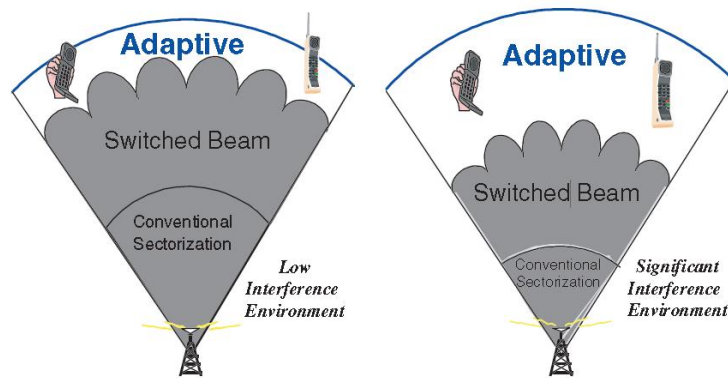 Adaptive
Switched Beam
Conventional
Sectorization
Low
Interference
Environment
Adaptive
Switched Beam
Conventional
Sectorization
Significant
Interference
Environment